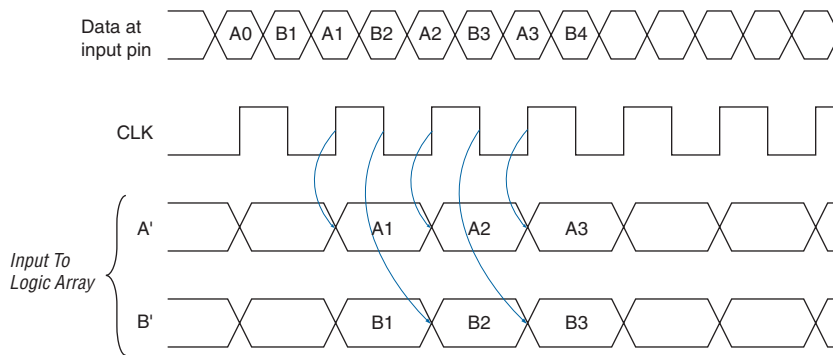 Data at
input pin
A0 B1 A1 B2 A2 B3 A3 B4
CLK
A'
A1 A2 A3
Input To
Logic Array
B'
B1 B2 B3